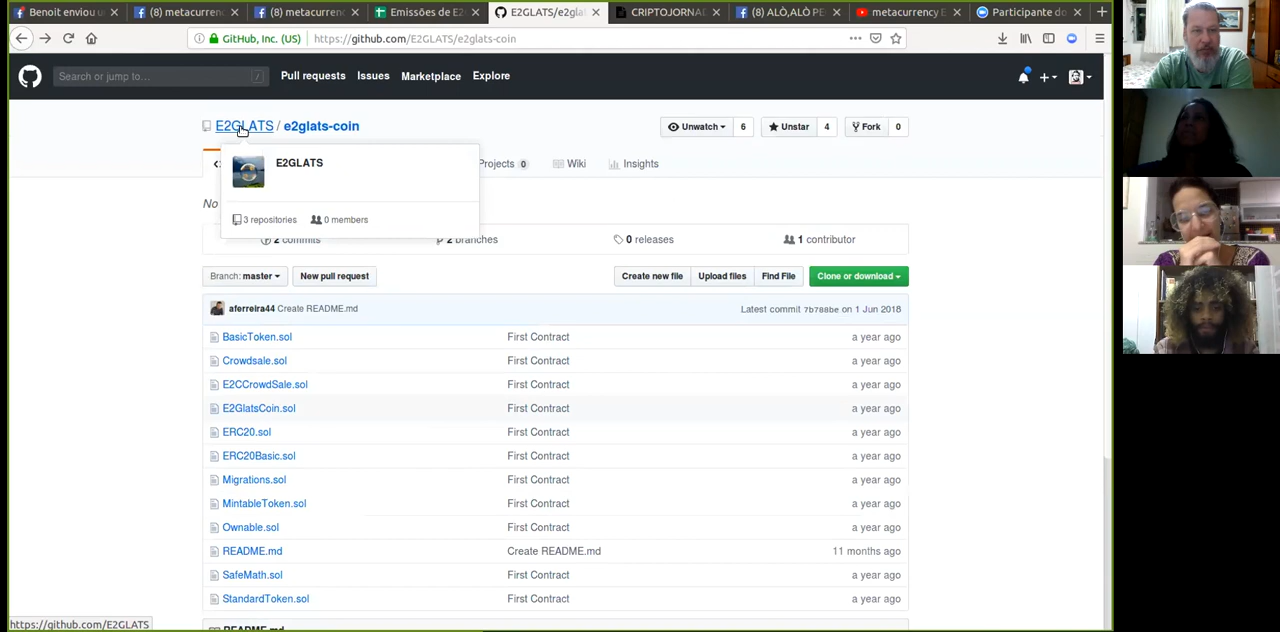 Benoit enviou u
(8) metacurren
(8) metacurren
Emissões de E2
E2GLATS/e2gla
CRIPTOJORNA
(8) ALÔ,ALÔ PE
metacurrency E
Participante do
GitHub, Inc. (US) https://github.com/E2GLATS/e2glats-coin
Search or jump to... /
Pull requests Issues Marketplace Explore
E2GLATS / e2glats-coin
Unwatch 6 Unstar 4 Fork 0
E2GLATS
Projects 0 Wiki Insights
No
3 repositories 0 members
2 commits 2 branches 0 releases 1 contributor
Branch: master New pull request Create new file Upload files Find File Clone or download
aferreira44 Create README.md Latest commit 7b788be on 1 Jun 2018
BasicToken.sol First Contract a year ago
Crowdsale.sol First Contract a year ago
E2CCrowdSale.sol First Contract a year ago
E2GlatsCoin.sol First Contract a year ago
ERC20.sol First Contract a year ago
ERC20Basic.sol First Contract a year ago
Migrations.sol First Contract a year ago
MintableToken.sol First Contract a year ago
Ownable.sol First Contract a year ago
README.md Create README.md 11 months ago
SafeMath.sol First Contract a year ago
StandardToken.sol First Contract a year ago
README.md
https://github.com/E2GLATS